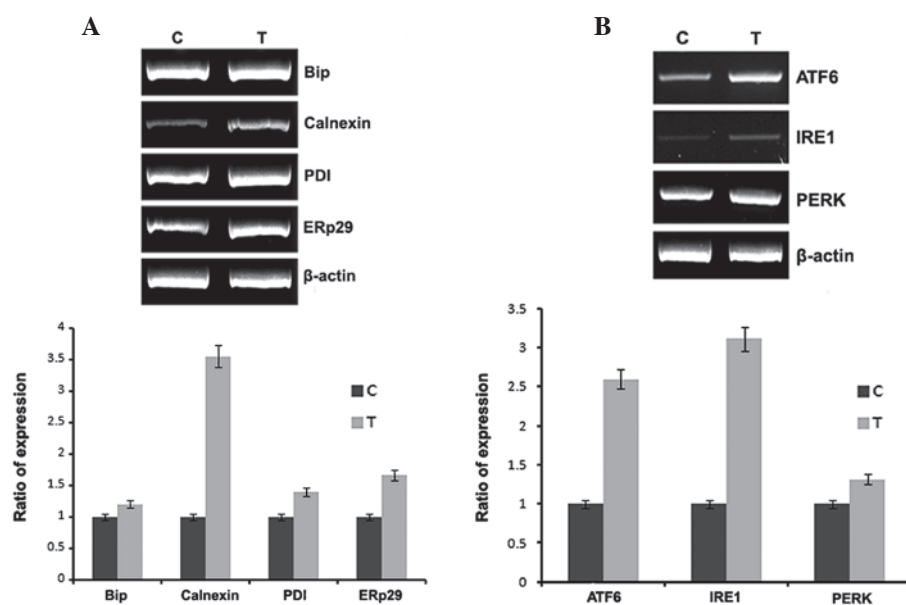 A
C T
Bip
Calnexin
PDI
ERp29
β-actin
Ratio of expression
4
3.5
3
2.5
2
1.5
1
0.5
0
C
T
Bip Calnexin PDI ERp29
B
C T
ATF6
IRE1
PERK
β-actin
Ratio of expression
3.5
3
2.5
2
1.5
1
0.5
0
C
T
ATF6 IRE1 PERK